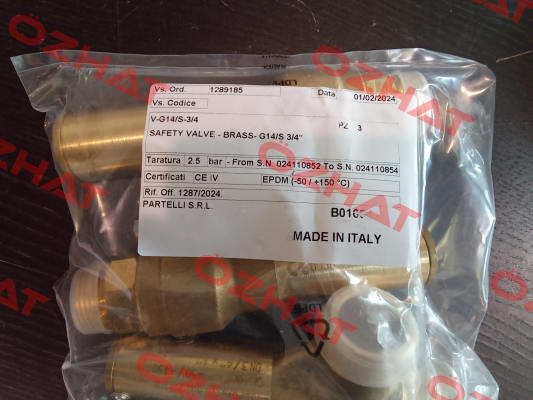 Vs. Ord. 1289185 Data 01/02/2024
Vs. Codice
V-G14/S-3/4 PZ 3
SAFETY VALVE - BRASS- G14/S 3/4"
Taratura 2.5 bar - From S.N. 024110852 To S.N. 024110854
Certificati CE IV EPDM (-50 / +150 °C)
Rif. Off. 1287/2024.
PARTELLI S.R.L.
MADE IN ITALY
LDPE
OZHAT
OZHAT
OZHAT
OZHAT
OZHAT